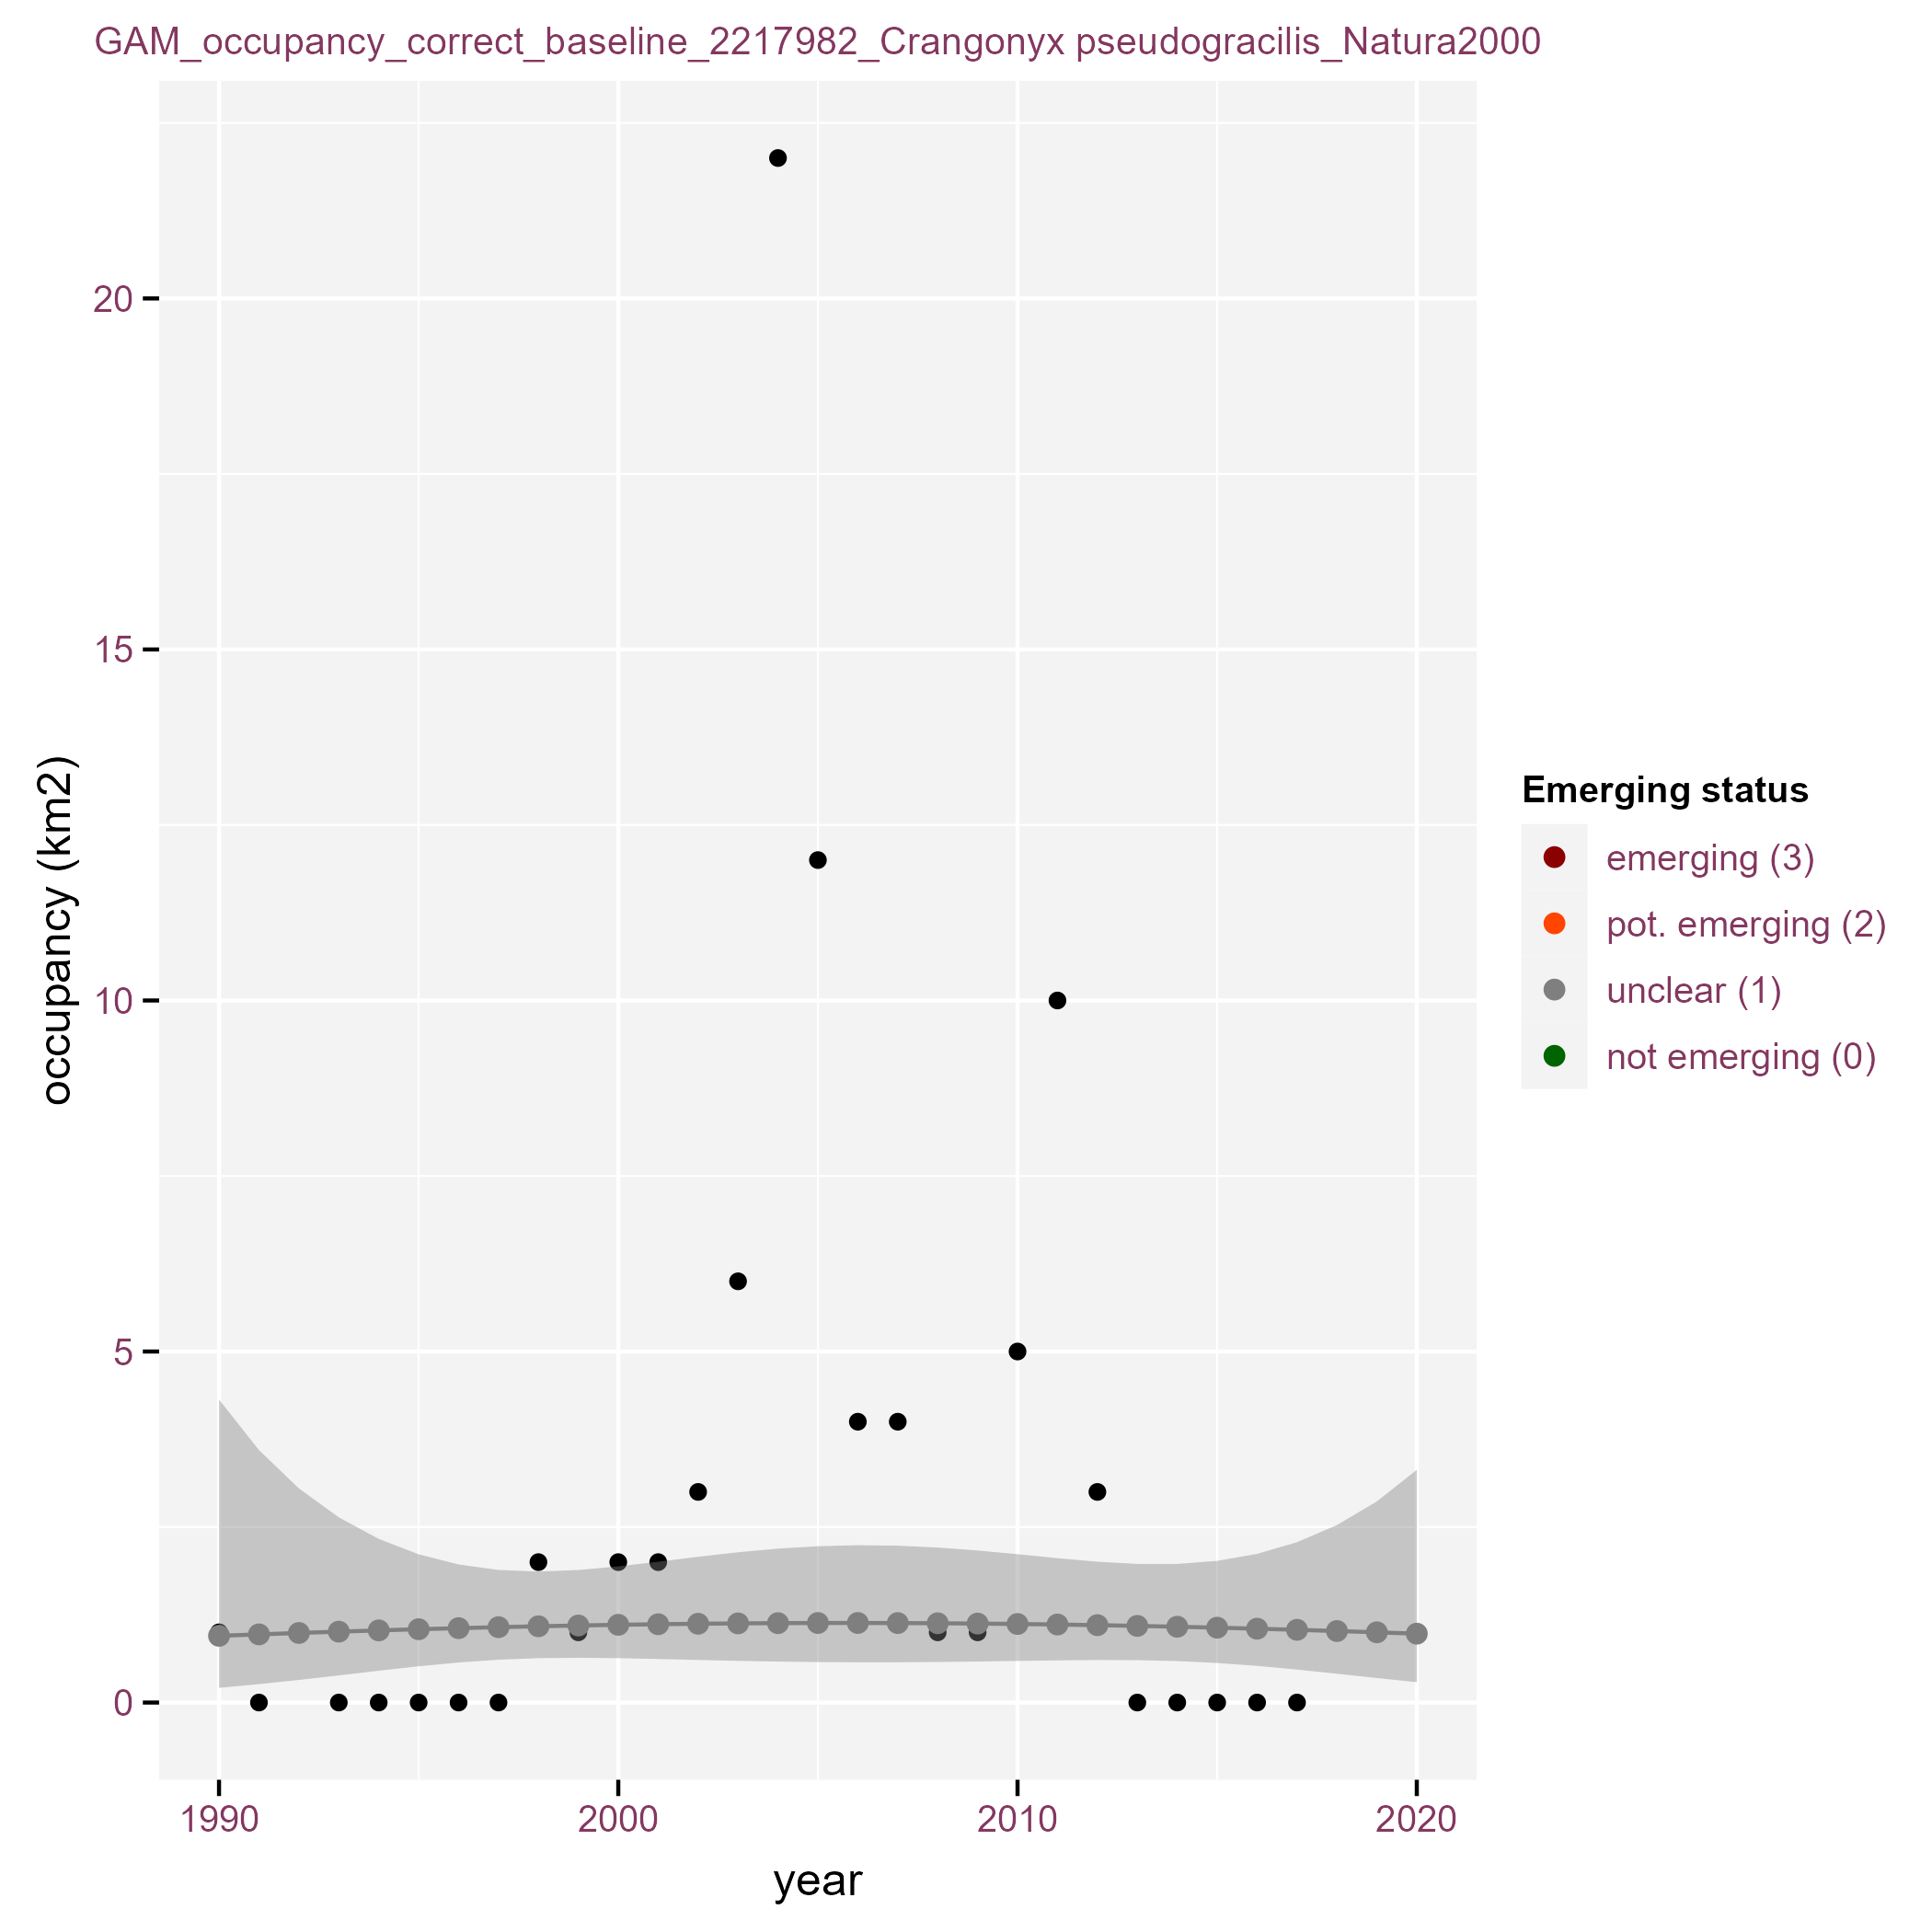 GAM_occupancy_correct_baseline_2217982_Crangonyx pseudogracilis_Natura2000
20
15
10
5
0
occupancy (km2)
1990
2000
2010
2020
year
Emerging status
emerging (3)
pot. emerging (2)
unclear (1)
not emerging (0)